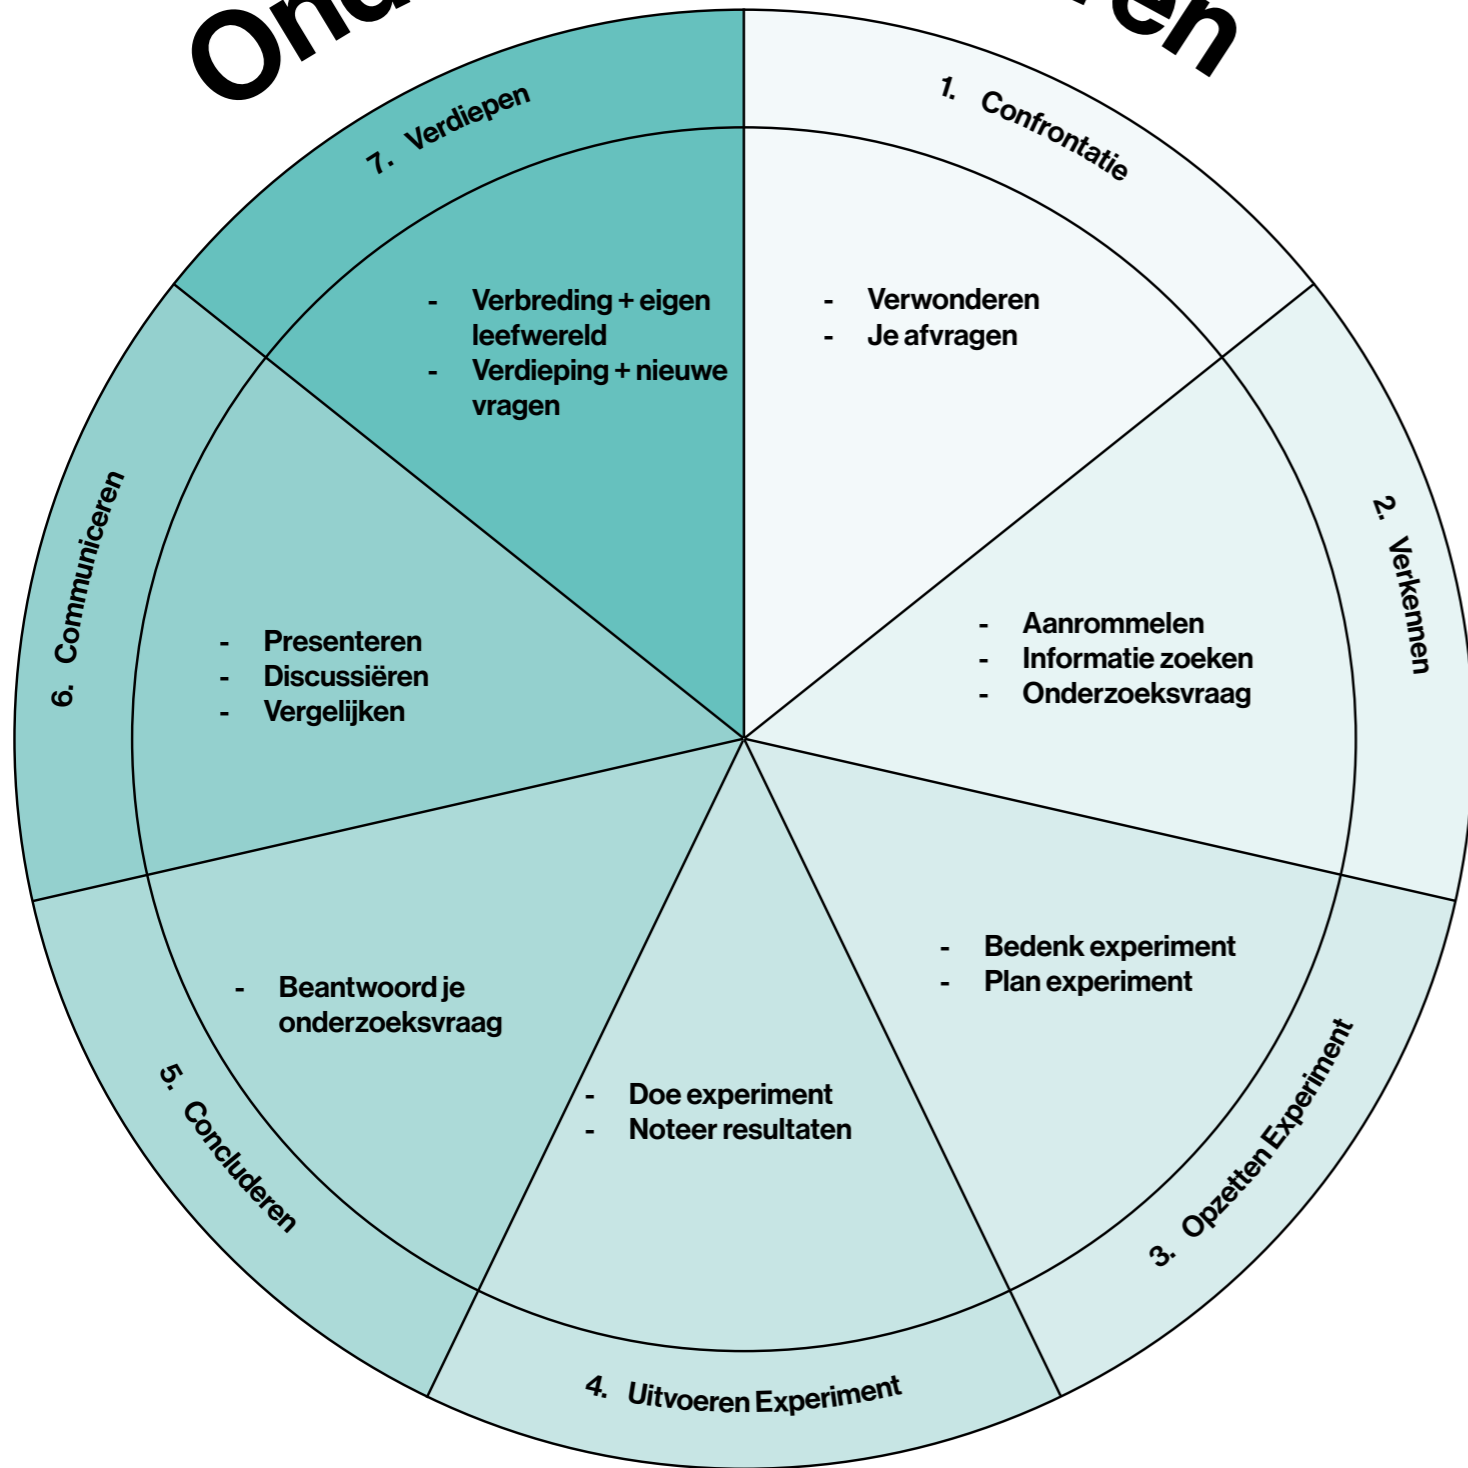 1. Confrontatie
- Verwonderen
- Je afvragen
2. Verkennen
- Aanrommelen
- Informatie zoeken
- Onderzoeksvraag
3. Opzetten Experiment
- Bedenk experiment
- Plan experiment
4. Uitvoeren Experiment
- Doe experiment
- Noteer resultaten
5. Concluderen
- Beantwoord je
onderzoeksvraag
6. Communiceren
- Presenteren
- Discussiëren
- Vergelijken
7. Verdiepen
- Verbreding + eigen
leefwereld
- Verdieping + nieuwe
vragen